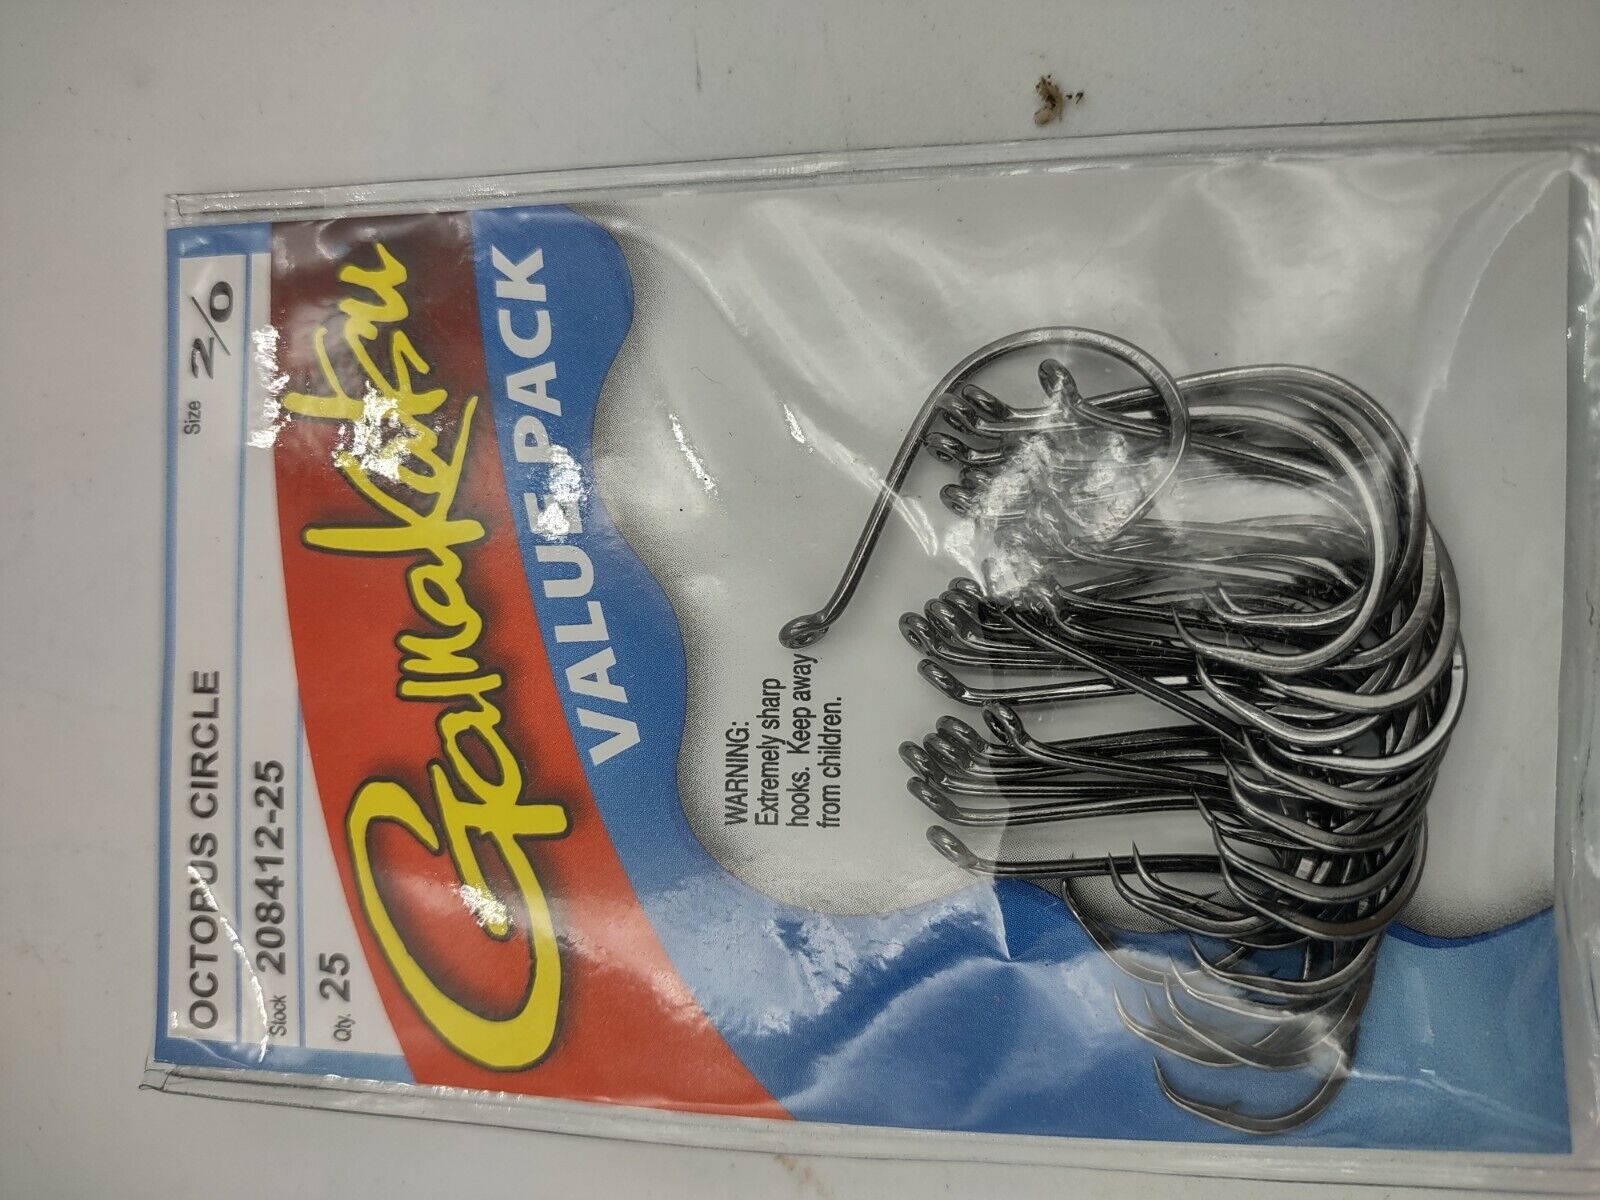 OCTOPUS CIRCLE
Size 2/0
Stock 208412-25
Qty. 25
Gamakatsu
VALUE PACK
WARNING:
Extremely sharp
hooks. Keep away
from children.